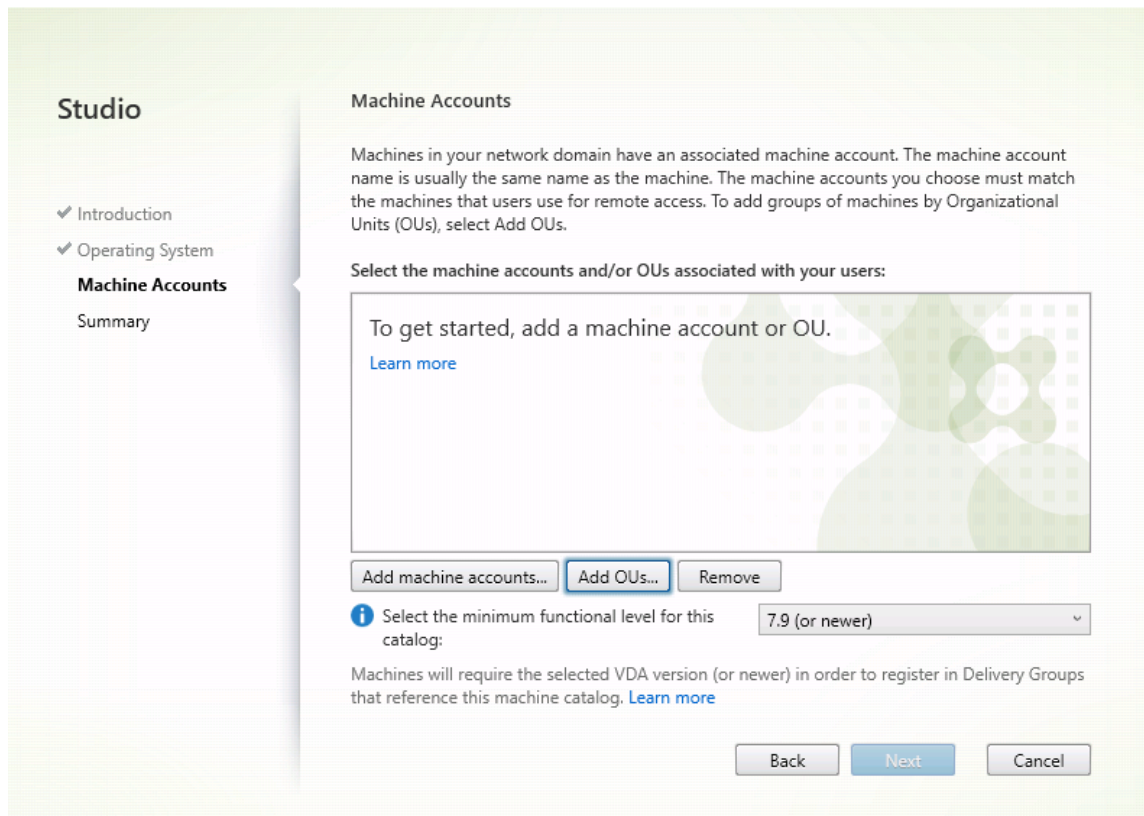 Studio
Introduction
Operating System
Machine Accounts
Summary
Machine Accounts
Machines in your network domain have an associated machine account. The machine account
name is usually the same name as the machine. The machine accounts you choose must match
the machines that users use for remote access. To add groups of machines by Organizational
Units (OUs), select Add OUs.
Select the machine accounts and/or OUs associated with your users:
To get started, add a machine account or OU.
Learn more
Add machine accounts... Add OUs... Remove
Select the minimum functional level for this
catalog:
7.9 (or newer)
Machines will require the selected VDA version (or newer) in order to register in Delivery Groups
that reference this machine catalog. Learn more
Back Next Cancel